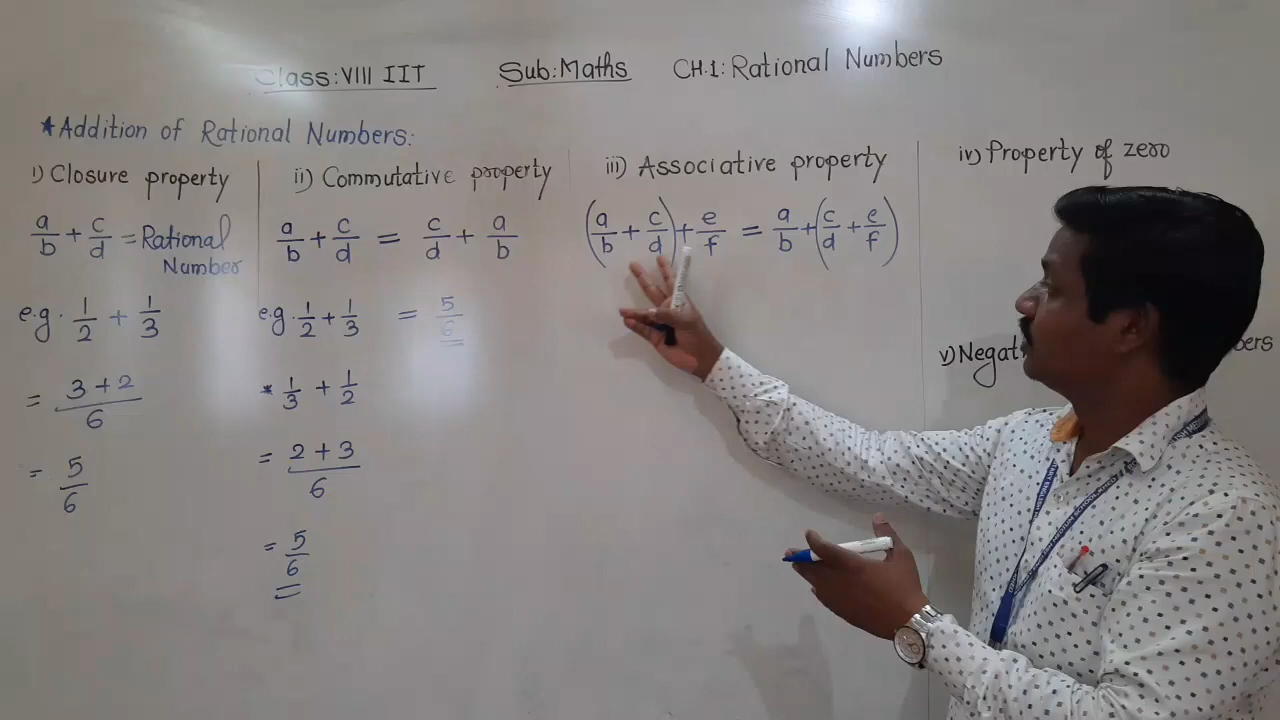 Class:VIII IIT Sub:Maths CH.1: Rational Numbers
*Addition of Rational Numbers:
i) Closure property
a/b + c/d = Rational Number
e.g. 1/2 + 1/3
= 3+2/6
= 5/6
ii) Commutative property
a/b + c/d = c/d + a/b
e.g. 1/2 + 1/3 = 5/6
* 1/3 + 1/2
= 2+3/6
= 5/6
iii) Associative property
(a/b + c/d) + e/f = a/b + (c/d + e/f)
iv) Property of zero
v) Negat
bers